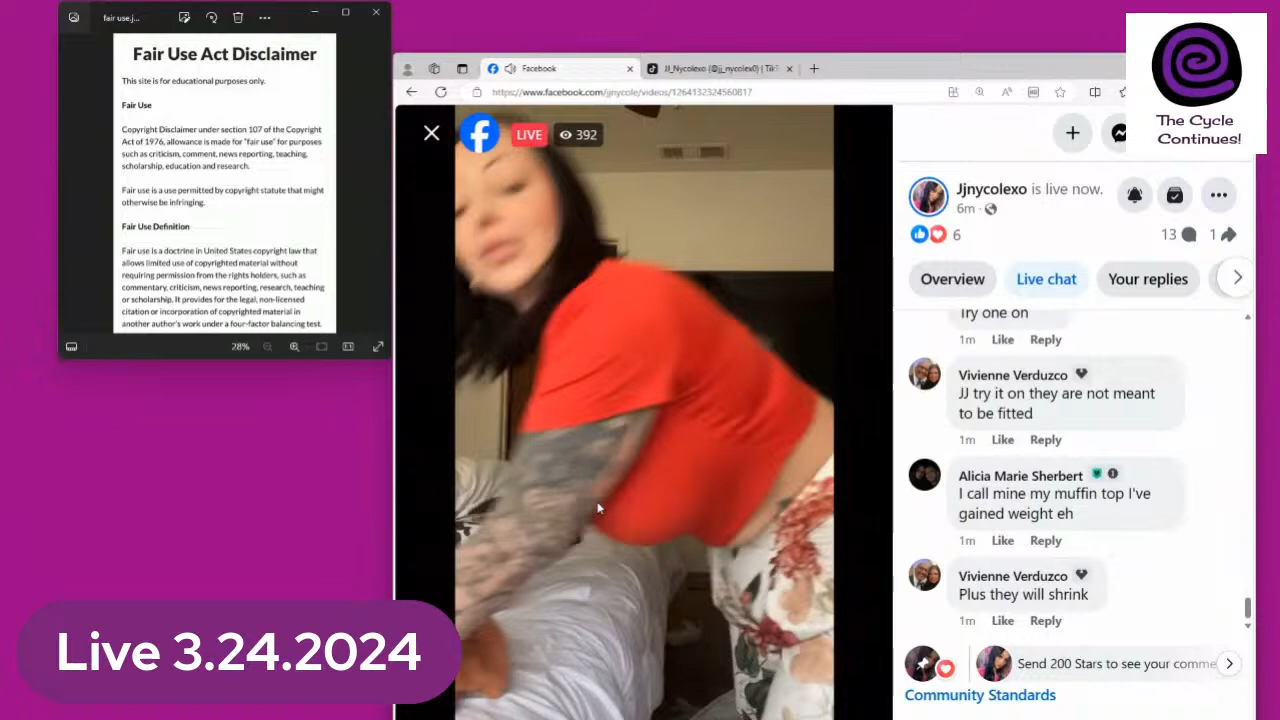 fair use.j...
Fair Use Act Disclaimer
This site is for educational purposes only.
Fair Use
Copyright Disclaimer under section 107 of the Copyright
Act of 1976, allowance is made for "fair use" for purposes
such as criticism, comment, news reporting, teaching,
scholarship, education and research.
Fair use is a use permitted by copyright statute that might
otherwise be infringing.
Fair Use Definition
Fair use is a doctrine in United States copyright law that
allows limited use of copyrighted material without
requiring permission from the rights holders, such as
commentary, criticism, news reporting, research, teaching
or scholarship. It provides for the legal, non-licensed
citation or incorporation of copyrighted material in
another author's work under a four-factor balancing test.
28%
Facebook
JJ_Nycolexo (@jj_nycolex0) | TikT
https://www.facebook.com/jjnycole/videos/1264132324560817
The Cycle
Continues!
LIVE
392
Jjnycolexo is live now.
6m
6
13
1
Overview
Live chat
Your replies
Try one on
1m Like Reply
Vivienne Verduzco
JJ try it on they are not meant
to be fitted
1m Like Reply
Alicia Marie Sherbert
I call mine my muffin top I've
gained weight eh
1m Like Reply
Vivienne Verduzco
Plus they will shrink
1m Like Reply
Send 200 Stars to see your comme
Community Standards
Live 3.24.2024